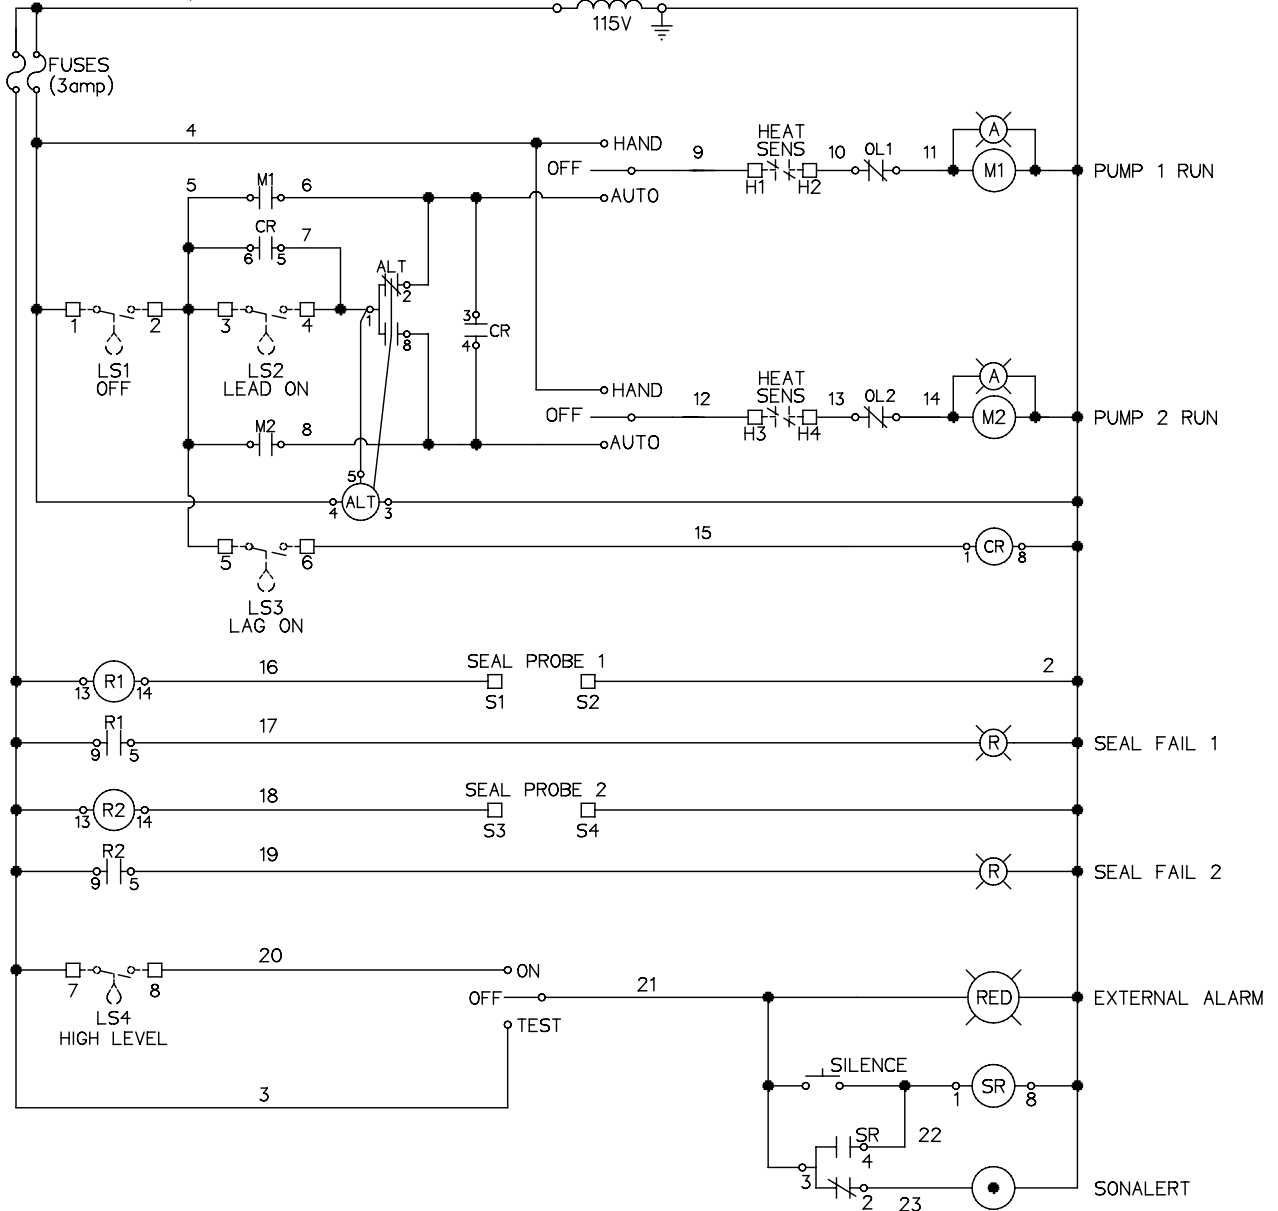 115V
FUSES
(3amp)
4
HAND
OFF
AUTO
9
HEAT
SENS
H1 H2
10
OL1
11
A
M1
PUMP 1 RUN
5
M1
6
CR
7
6 5
ALT
2
1
8
3
CR
4
1 2
LS1
OFF
3 4
LS2
LEAD ON
HAND
OFF
AUTO
12
HEAT
SENS
H3 H4
13
OL2
14
A
M2
PUMP 2 RUN
M2
8
5
4
ALT
3
15
5 6
LS3
LAG ON
1
CR
8
13
R1
14
16
SEAL PROBE 1
S1 S2
2
R1
9 5
17
R
SEAL FAIL 1
13
R2
14
18
SEAL PROBE 2
S3 S4
R2
9 5
19
R
SEAL FAIL 2
7 8
LS4
HIGH LEVEL
20
ON
OFF
TEST
21
RED
EXTERNAL ALARM
3
SILENCE
1
SR
8
SR
4
22
3
2
23
SONALERT